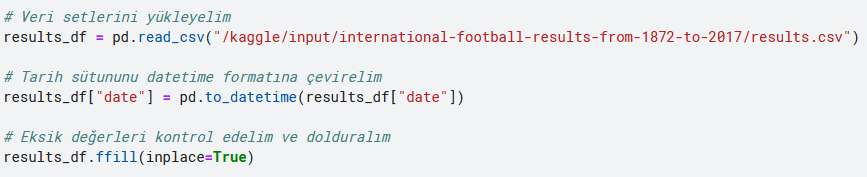 # Veri setlerini yükleyelim
results_df = pd.read_csv("/kaggle/input/international-football-results-from-1872-to-2017/results.csv")
# Tarih sütununu datetime formatına çevirelim
results_df["date"] = pd.to_datetime(results_df["date"])
# Eksik değerleri kontrol edelim ve dolduralım
results_df.ffill(inplace=True)